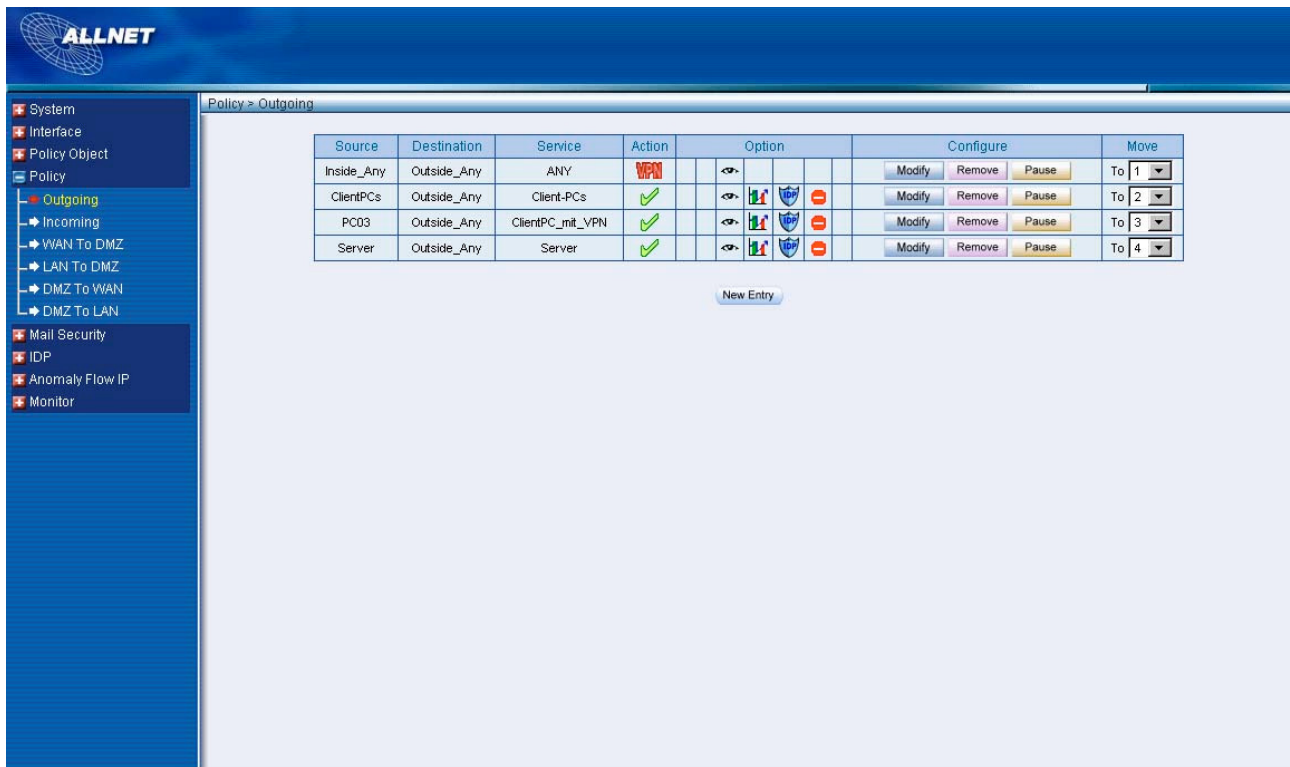 ALLNET
System
Interface
Policy Object
Policy
Outgoing
Incoming
WAN To DMZ
LAN To DMZ
DMZ To WAN
DMZ To LAN
Mail Security
IDP
Anomaly Flow IP
Monitor
Policy > Outgoing
Source Destination Service Action Option Configure Move
Inside_Any Outside_Any ANY VPN Modify Remove Pause To 1
ClientPCs Outside_Any Client-PCs IDP Modify Remove Pause To 2
PC03 Outside_Any ClientPC_mit_VPN IDP Modify Remove Pause To 3
Server Outside_Any Server IDP Modify Remove Pause To 4
New Entry